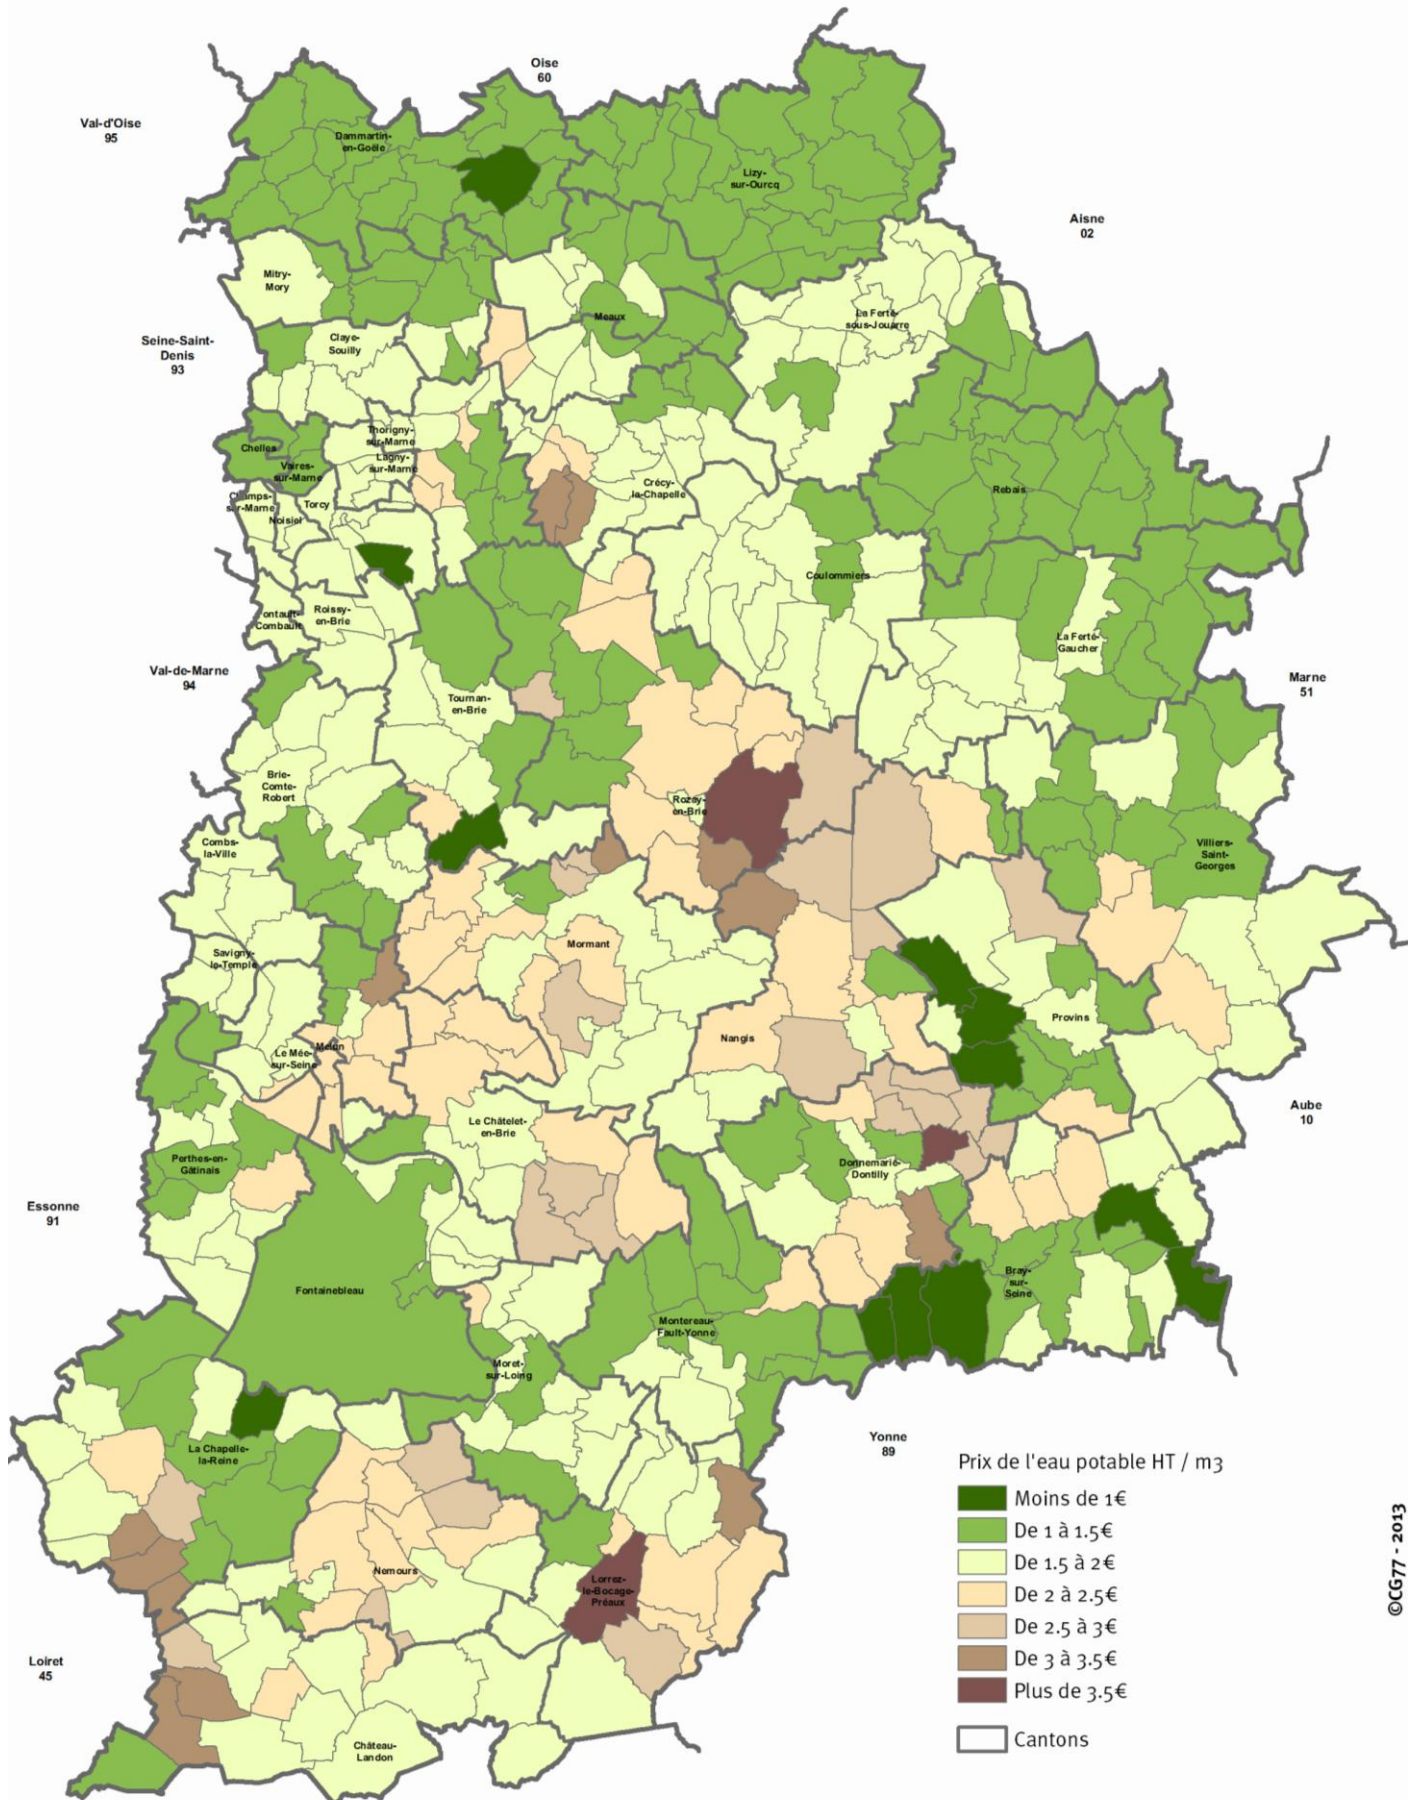 Oise
60
Val-d'Oise
95
Dammartin-
en-Goële
Lizy-
sur-Ourcq
Aisne
02
Mitry-
Mory
Meaux
La Ferté-
sous-Jouarre
Seine-Saint-
Denis
93
Claye-
Souilly
Thorigny-
sur-Marne
Chelles
Lagny-
sur-Marne
Vaires-
sur-Marne
Crécy-
la-Chapelle
Rebais
Champs-
sur-Marne
Torcy
Noisiel
Coulommiers
Roissy-
en-Brie
Pontault-
Combault
La Ferté-
Gaucher
Val-de-Marne
94
Marne
51
Tournan-
en-Brie
Brie-
Comte-
Robert
Rozay-
en-Brie
Combs-
la-Ville
Villiers-
Saint-
Georges
Mormant
Savigny-
le-Temple
Provins
Nangis
Le Mée-
sur-Seine
Melun
Aube
10
Le Châtelet-
en-Brie
Perthes-en-
Gâtinais
Donnemarie-
Dontilly
Essonne
91
Bray-
sur-
Seine
Fontainebleau
Montereau-
Fault-Yonne
Moret-
sur-Loing
Yonne
89
La Chapelle-
la-Reine
Nemours
Lorrez-
le-Bocage-
Préaux
Loiret
45
Château-
Landon
Prix de l'eau potable HT / m3
Moins de 1€
De 1 à 1.5€
De 1.5 à 2€
De 2 à 2.5€
De 2.5 à 3€
De 3 à 3.5€
Plus de 3.5€
Cantons
©CG77 - 2013